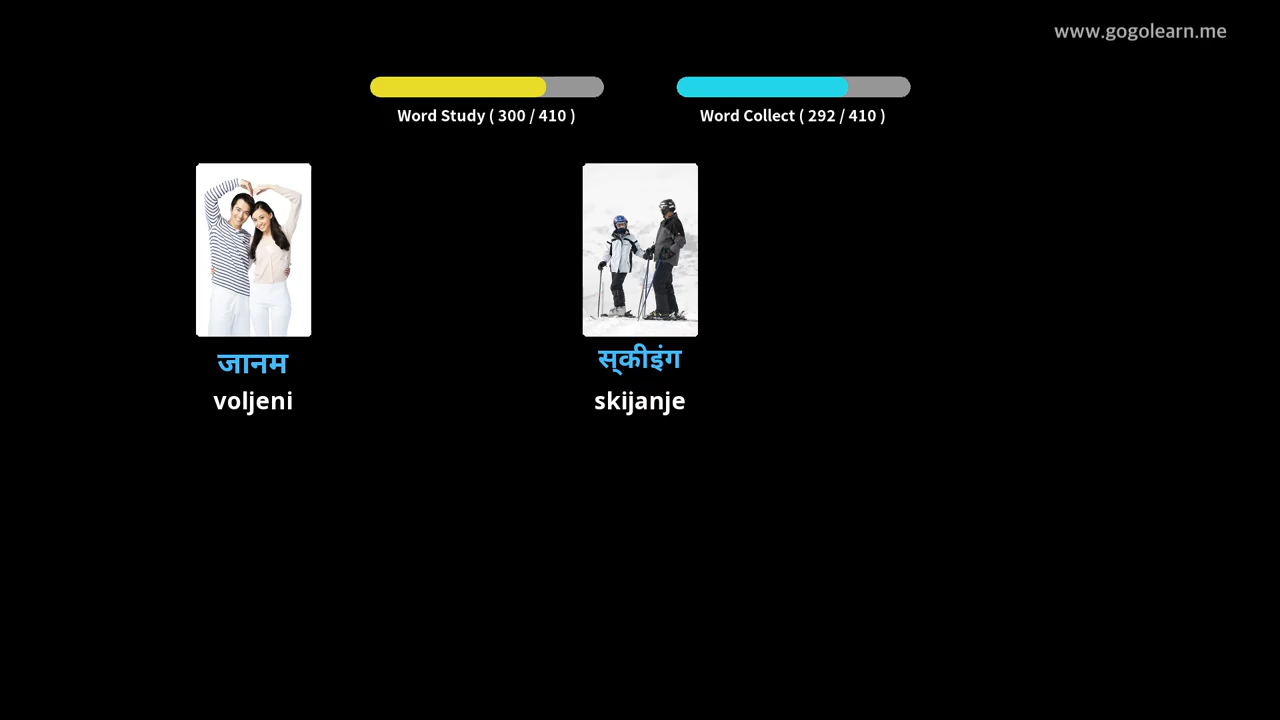 www.gogolearn.me
Word Study ( 300 / 410 )
Word Collect ( 292 / 410 )
जानम
स्‌कीइंग
voljeni
skijanje